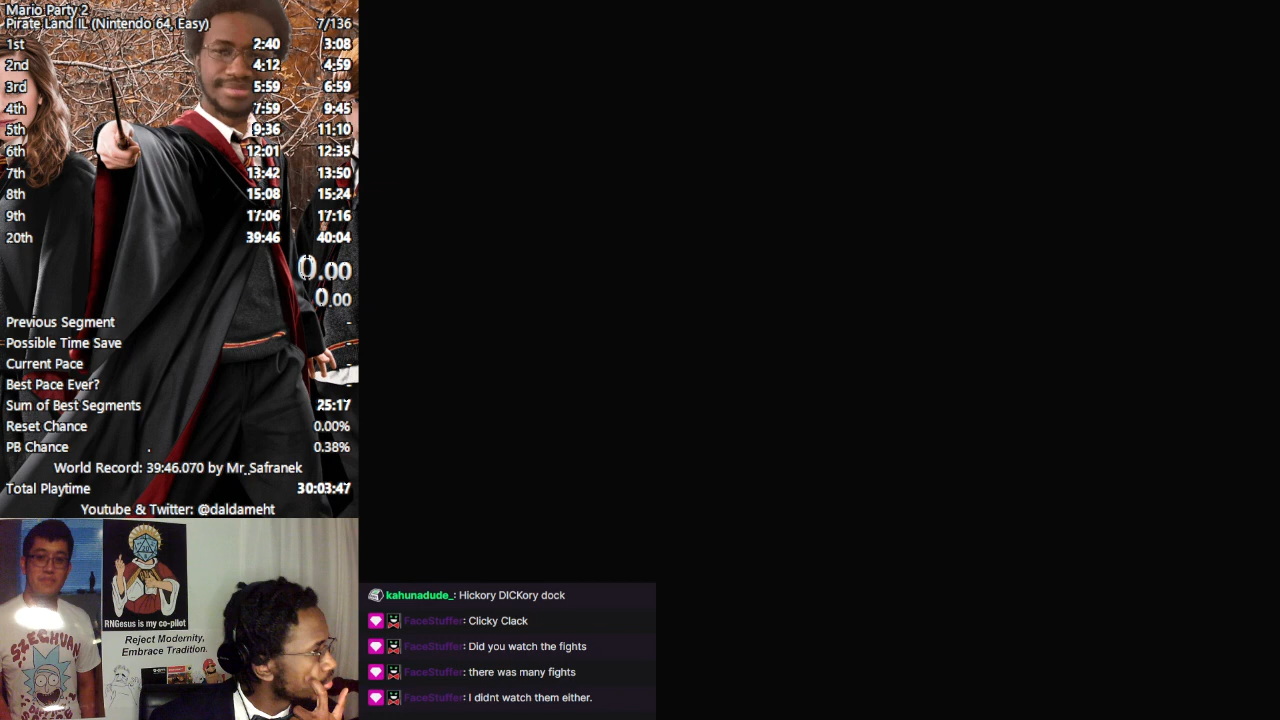 Mario Party 2
Pirate Land IL (Nintendo 64, Easy) 7/136
1st 2:40 3:08
2nd 4:12 4:59
3rd 5:59 6:59
4th 7:59 9:45
5th 9:36 11:10
6th 12:01 12:35
7th 13:42 13:50
8th 15:08 15:24
9th 17:06 17:16
20th 39:46 40:04
0.00
0.00
Previous Segment -
Possible Time Save -
Current Pace -
Best Pace Ever? -
Sum of Best Segments 25:17
Reset Chance 0.00%
PB Chance 0.38%
World Record: 39:46.070 by Mr_Safranek
Total Playtime 30:03:47
Youtube & Twitter: @daldameht
RNGesus is my co-pilot
Reject Modernity,
Embrace Tradition.
SZECHUAN
kahunadude_: Hickory DICKory dock
FaceStuffer: Clicky Clack
FaceStuffer: Did you watch the fights
FaceStuffer: there was many fights
FaceStuffer: I didnt watch them either.